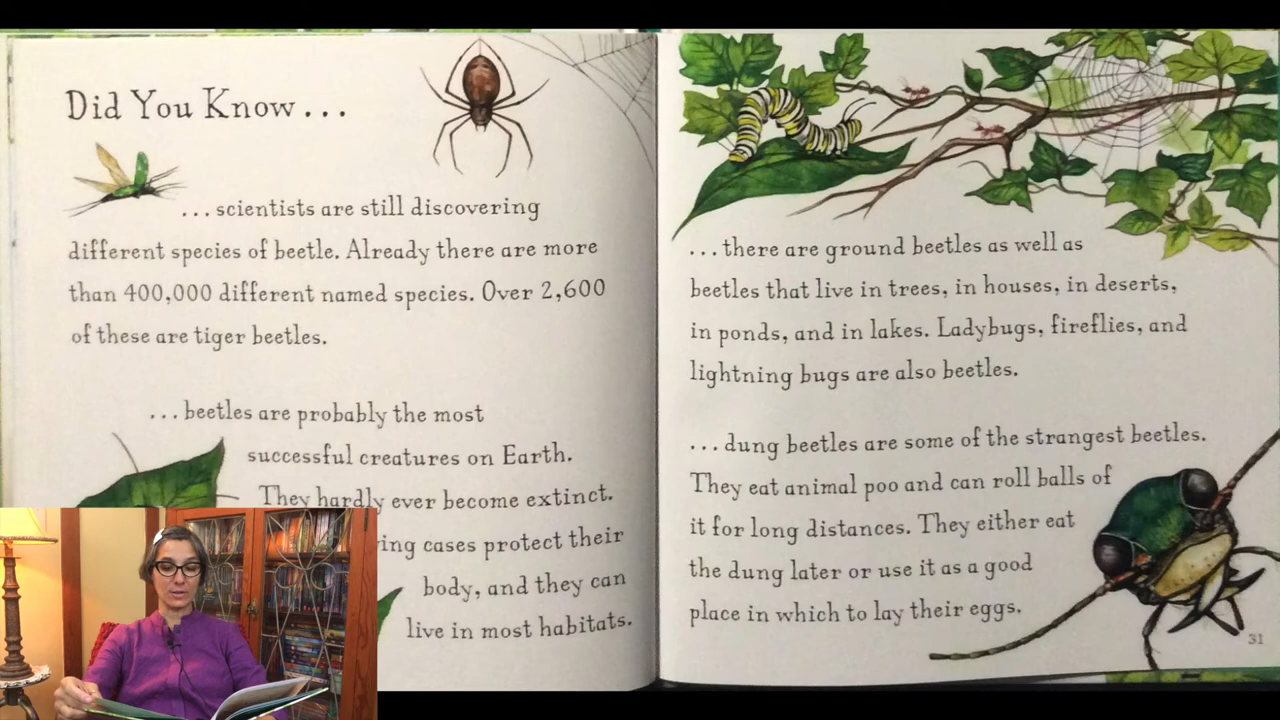 Did You Know...
...scientists are still discovering
different species of beetle. Already there are more
than 400,000 different named species. Over 2,600
of these are tiger beetles.
...beetles are probably the most
successful creatures on Earth.
They hardly ever become extinct.
cases protect their
body, and they can
live in most habitats.
...there are ground beetles as well as
beetles that live in trees, in houses, in deserts,
in ponds, and in lakes. Ladybugs, fireflies, and
lightning bugs are also beetles.
...dung beetles are some of the strangest beetles.
They eat animal poo and can roll balls of
it for long distances. They either eat
the dung later or use it as a good
place in which to lay their eggs.
31